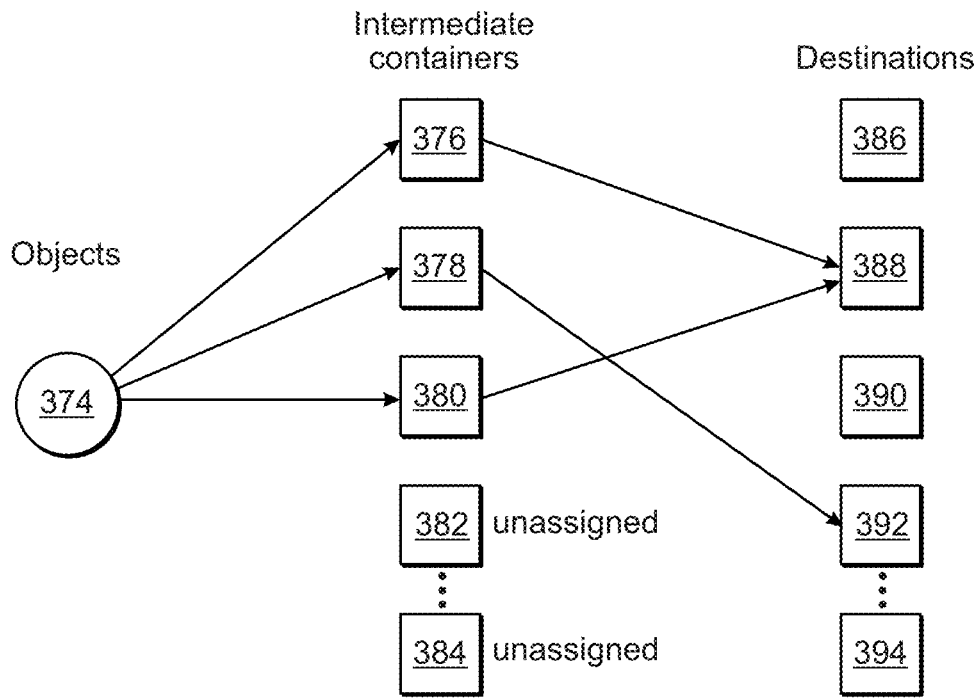 Intermediate
containers
Destinations
376
386
Objects
378
388
374
380
390
382 unassigned
392
384 unassigned
394